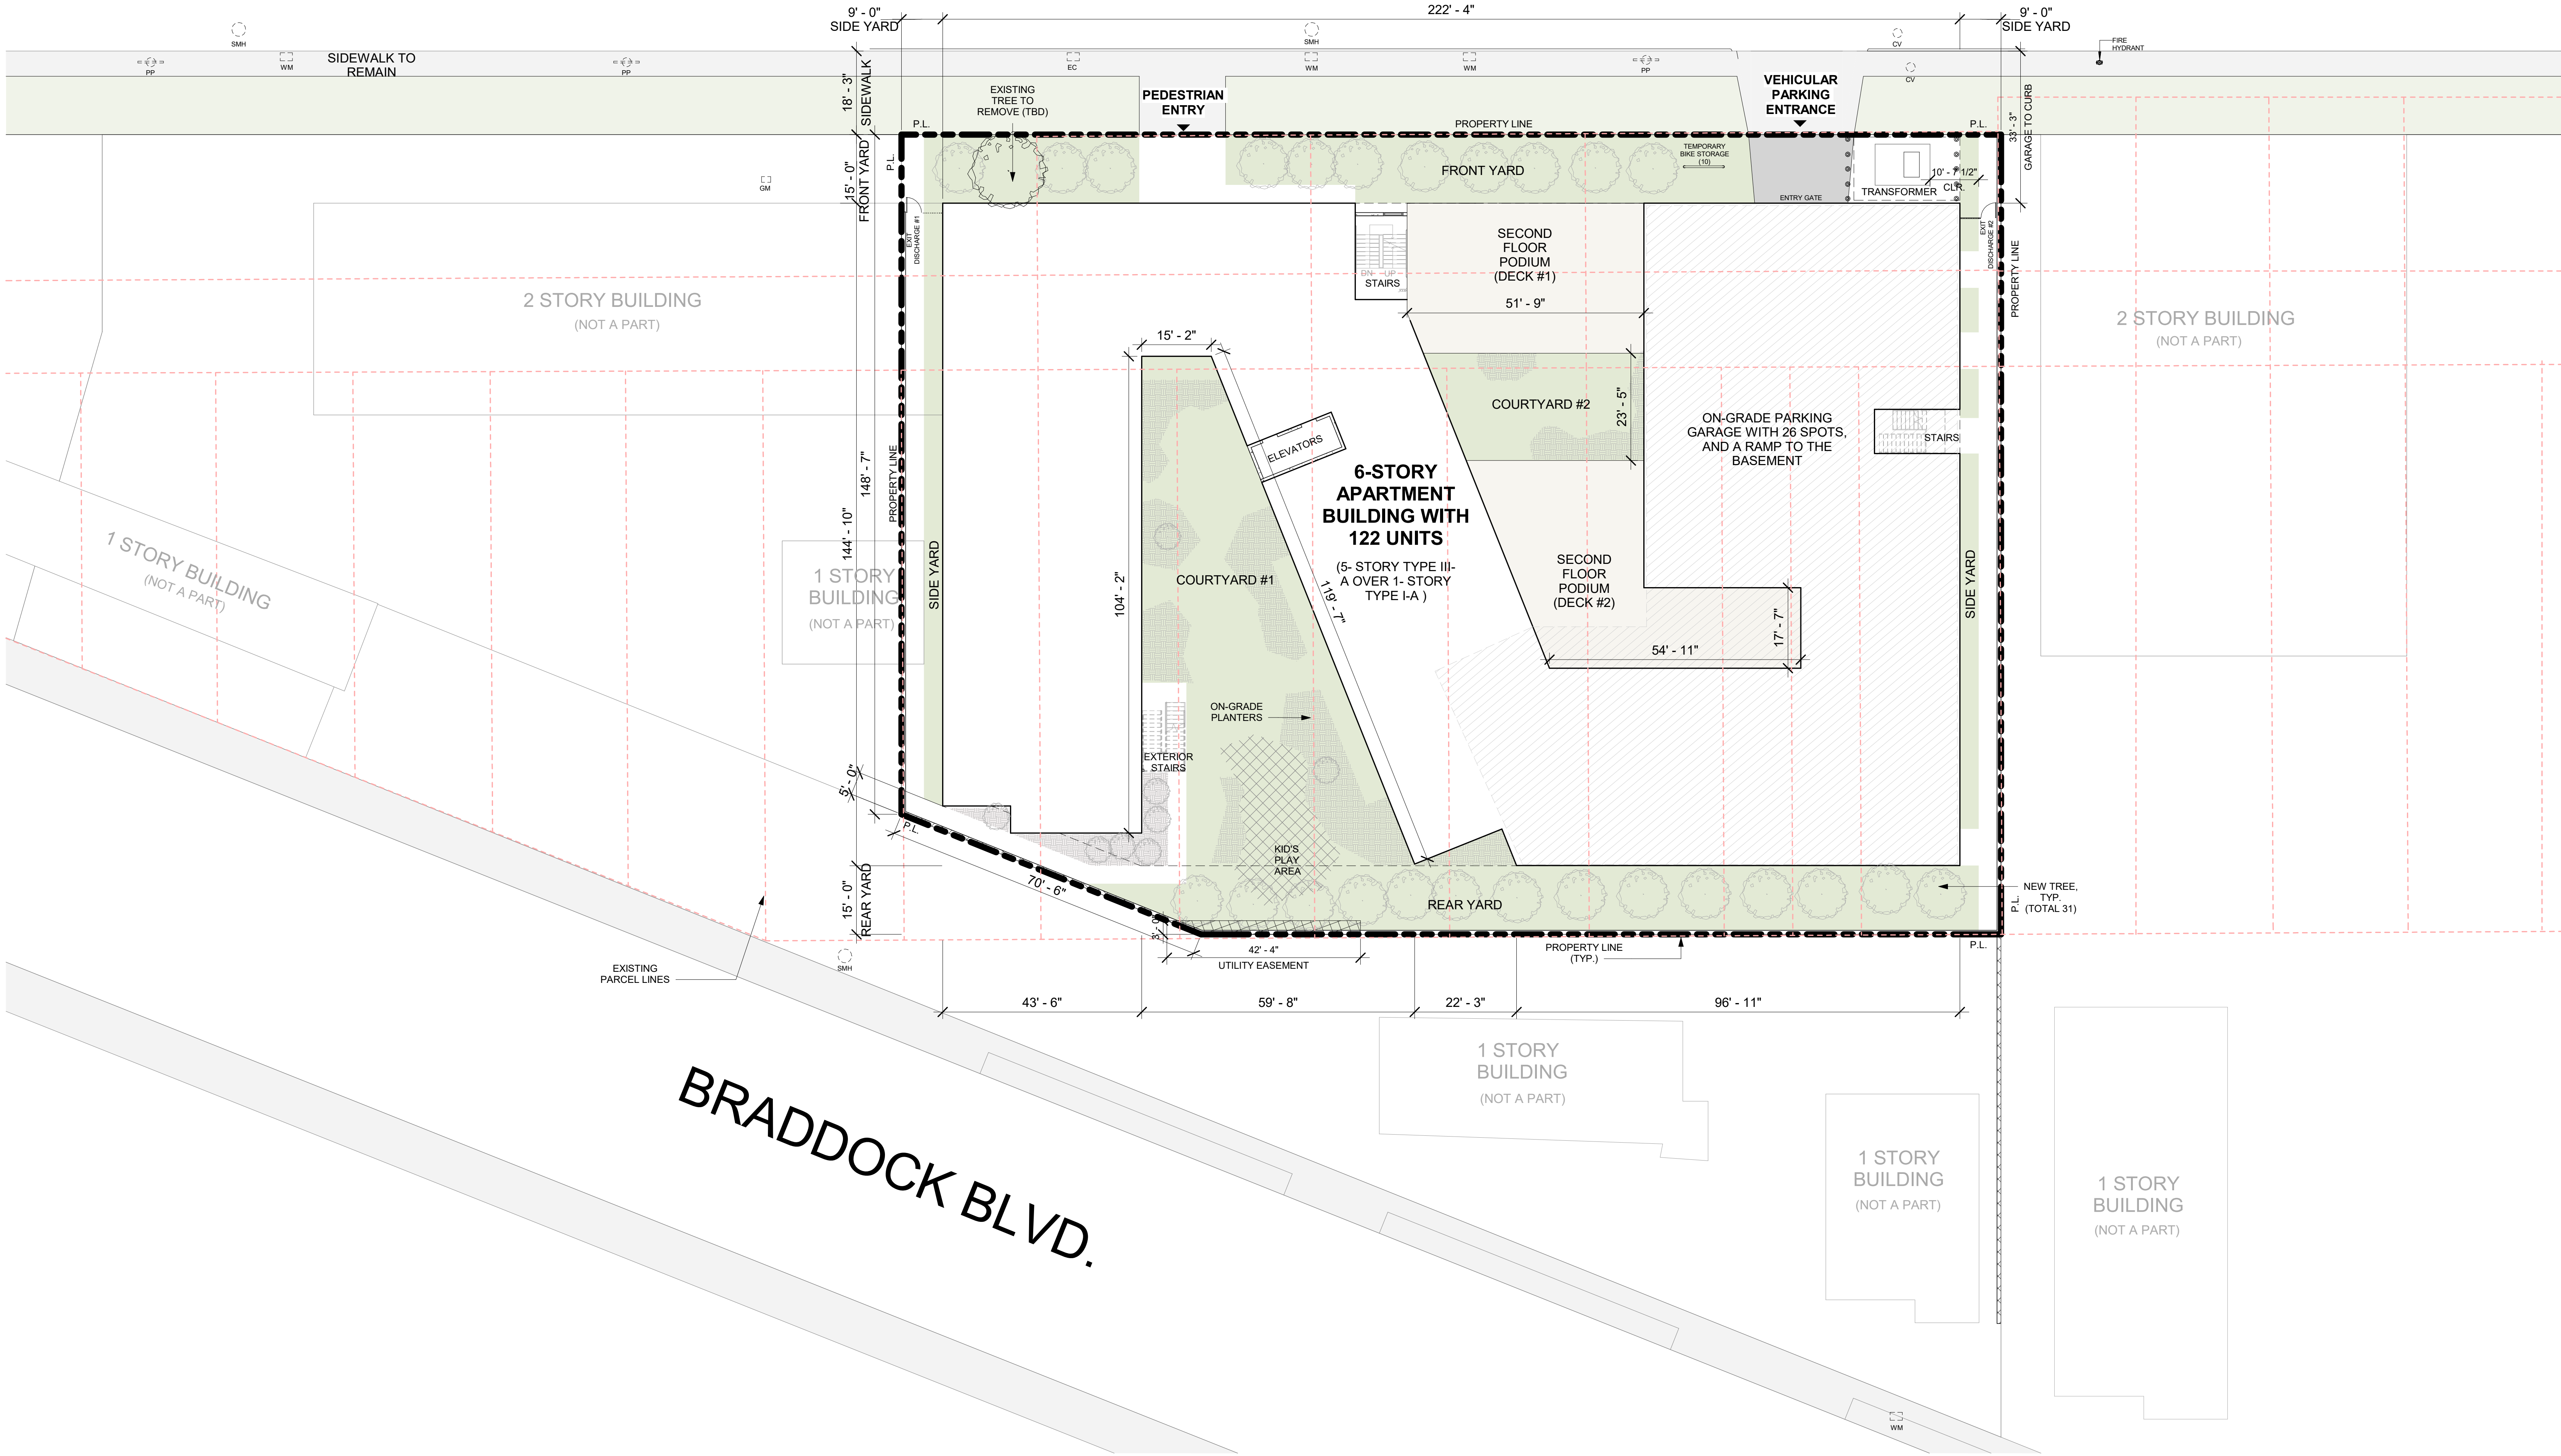 9' - 0"
SIDE YARD
222' - 4"
9' - 0"
SIDE YARD
SMH
SMH
CV
FIRE
HYDRANT
PP
WM
SIDEWALK TO
REMAIN
PP
EC
WM
WM
PP
CV
18' - 3"
SIDEWALK
EXISTING
TREE TO
REMOVE (TBD)
PEDESTRIAN
ENTRY
VEHICULAR
PARKING
ENTRANCE
33' - 3"
GARAGE TO CURB
P.L.
PROPERTY LINE
P.L.
P.L.
15' - 0"
FRONT YARD
GM
FRONT YARD
TEMPORARY
BIKE STORAGE
(10)
ENTRY GATE
TRANSFORMER
10' - 7 1/2"
CLR.
EXIT
DISCHARGE #1
EXIT
DISCHARGE #2
PROPERTY LINE
DN
UP
STAIRS
SECOND
FLOOR
PODIUM
(DECK #1)
51' - 9"
2 STORY BUILDING
(NOT A PART)
2 STORY BUILDING
(NOT A PART)
15' - 2"
COURTYARD #2
23' - 5"
ON-GRADE PARKING
GARAGE WITH 26 SPOTS,
AND A RAMP TO THE
BASEMENT
STAIRS
ELEVATORS
148' - 7"
PROPERTY LINE
144' - 10"
6-STORY
APARTMENT
BUILDING WITH
122 UNITS
(5- STORY TYPE III-
A OVER 1- STORY
TYPE I-A )
1 STORY BUILDING
(NOT A PART)
1 STORY
BUILDING
(NOT A PART)
SIDE YARD
104' - 2"
COURTYARD #1
119' - 7"
SECOND
FLOOR
PODIUM
(DECK #2)
SIDE YARD
17' - 7"
54' - 11"
ON-GRADE
PLANTERS
EXTERIOR
STAIRS
5' - 0"
P.L.
KID'S
PLAY
AREA
70' - 6"
15' - 0"
REAR YARD
REAR YARD
NEW TREE,
TYP.
(TOTAL 31)
P.L.
3' - 0"
42' - 4"
UTILITY EASEMENT
PROPERTY LINE
(TYP.)
P.L.
SMH
EXISTING
PARCEL LINES
43' - 6"
59' - 8"
22' - 3"
96' - 11"
BRADDOCK BLVD.
1 STORY
BUILDING
(NOT A PART)
1 STORY
BUILDING
(NOT A PART)
1 STORY
BUILDING
(NOT A PART)
WM